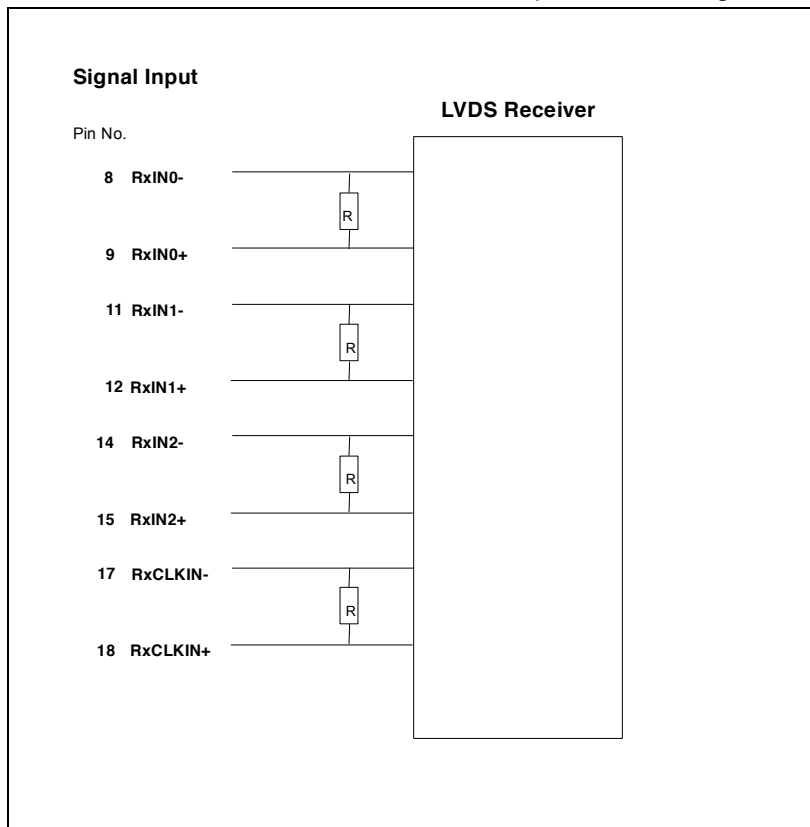 Signal Input
LVDS Receiver
Pin No.
8 RxIN0-
R
9 RxIN0+
11 RxIN1-
R
12 RxIN1+
14 RxIN2-
R
15 RxIN2+
17 RxCLKIN-
R
18 RxCLKIN+